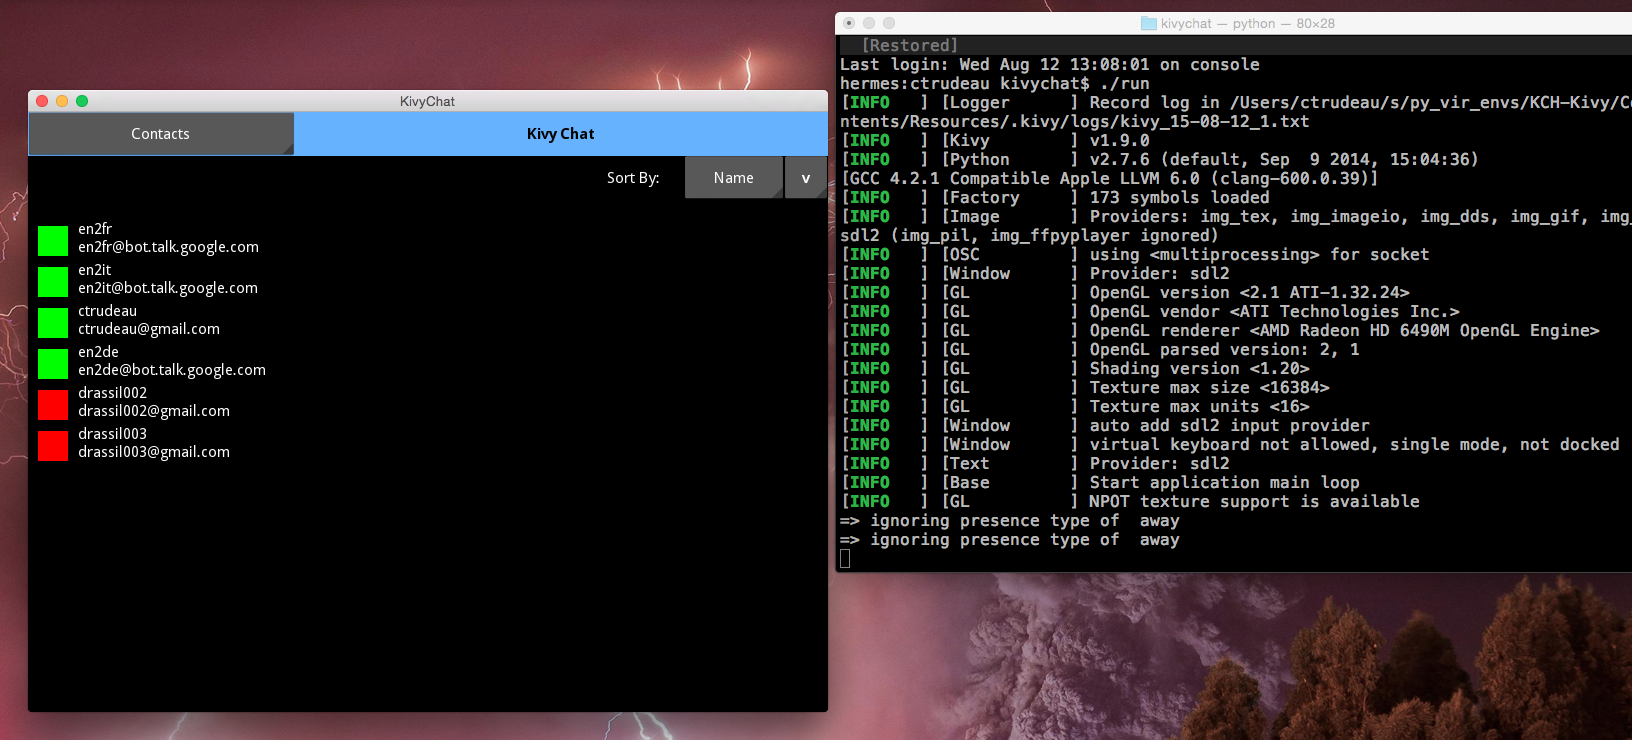 KivyChat
Contacts
Kivy Chat
Sort By:
Name
v
en2fr
en2fr@bot.talk.google.com
en2it
en2it@bot.talk.google.com
ctrudeau
ctrudeau@gmail.com
en2de
en2de@bot.talk.google.com
drassil002
drassil002@gmail.com
drassil003
drassil003@gmail.com
kivychat — python — 80×28
[Restored]
Last login: Wed Aug 12 13:08:01 on console
hermes:ctrudeau kivychat$ ./run
[INFO   ] [Logger      ] Record log in /Users/ctrudeau/s/py_vir_envs/KCH-Kivy/Co
ntents/Resources/.kivy/logs/kivy_15-08-12_1.txt
[INFO   ] [Kivy        ] v1.9.0
[INFO   ] [Python      ] v2.7.6 (default, Sep  9 2014, 15:04:36)
[GCC 4.2.1 Compatible Apple LLVM 6.0 (clang-600.0.39)]
[INFO   ] [Factory     ] 173 symbols loaded
[INFO   ] [Image       ] Providers: img_tex, img_imageio, img_dds, img_gif, img_
sdl2 (img_pil, img_ffpyplayer ignored)
[INFO   ] [OSC         ] using <multiprocessing> for socket
[INFO   ] [Window      ] Provider: sdl2
[INFO   ] [GL          ] OpenGL version <2.1 ATI-1.32.24>
[INFO   ] [GL          ] OpenGL vendor <ATI Technologies Inc.>
[INFO   ] [GL          ] OpenGL renderer <AMD Radeon HD 6490M OpenGL Engine>
[INFO   ] [GL          ] OpenGL parsed version: 2, 1
[INFO   ] [GL          ] Shading version <1.20>
[INFO   ] [GL          ] Texture max size <16384>
[INFO   ] [GL          ] Texture max units <16>
[INFO   ] [Window      ] auto add sdl2 input provider
[INFO   ] [Window      ] virtual keyboard not allowed, single mode, not docked
[INFO   ] [Text        ] Provider: sdl2
[INFO   ] [Base        ] Start application main loop
[INFO   ] [GL          ] NPOT texture support is available
=> ignoring presence type of  away
=> ignoring presence type of  away